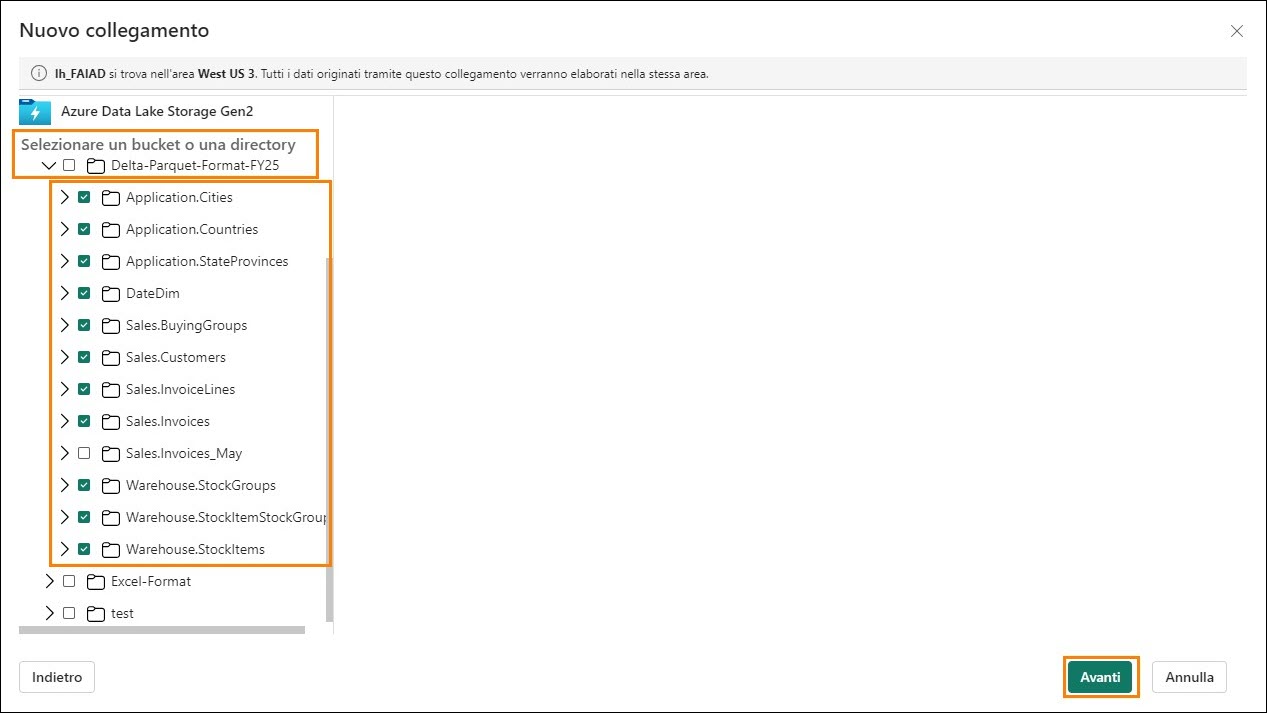 Nuovo collegamento
lh_FAIAD si trova nell'area West US 3. Tutti i dati originati tramite questo collegamento verranno elaborati nella stessa area.
Azure Data Lake Storage Gen2
Selezionare un bucket o una directory
Delta-Parquet-Format-FY25
Application.Cities
Application.Countries
Application.StateProvinces
DateDim
Sales.BuyingGroups
Sales.Customers
Sales.InvoiceLines
Sales.Invoices
Sales.Invoices_May
Warehouse.StockGroups
Warehouse.StockItemStockGroup
Warehouse.StockItems
Excel-Format
test
Indietro
Avanti
Annulla